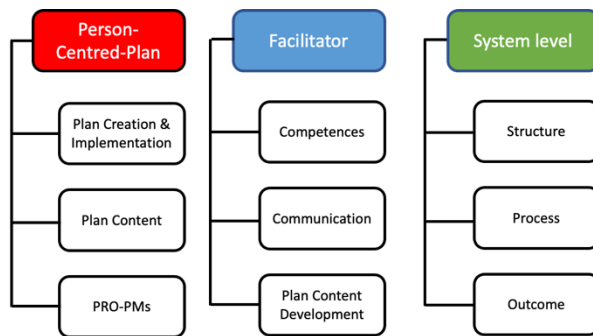 Person-
Centred-Plan
Plan Creation &
Implementation
Plan Content
PRO-PMs
Facilitator
Competences
Communication
Plan Content
Development
System level
Structure
Process
Outcome